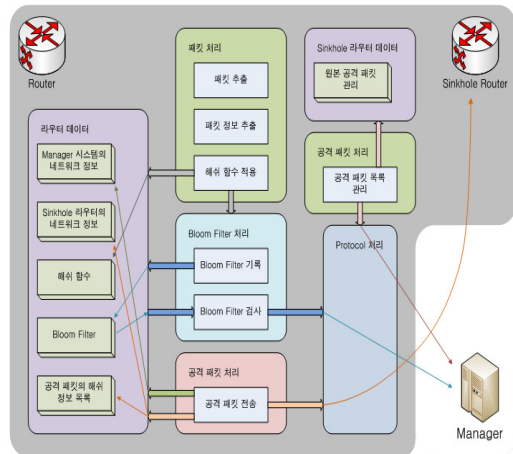 Router
패킷 처리
패킷 추출
패킷 정보 추출
해쉬 함수 적용
Sinkhole 라우터 데이터
원본 공격 패킷
관리
Sinkhole Router
라우터 데이터
Manager 시스템의
네트워크 정보
Sinkhole 라우터의
네트워크 정보
해쉬 함수
Bloom Filter
공격 패킷의 해쉬
정보 목록
공격 패킷 처리
공격 패킷 목록
관리
Bloom Filter 처리
Bloom Filter 기록
Bloom Filter 검사
Protocol 처리
공격 패킷 처리
공격 패킷 전송
Manager